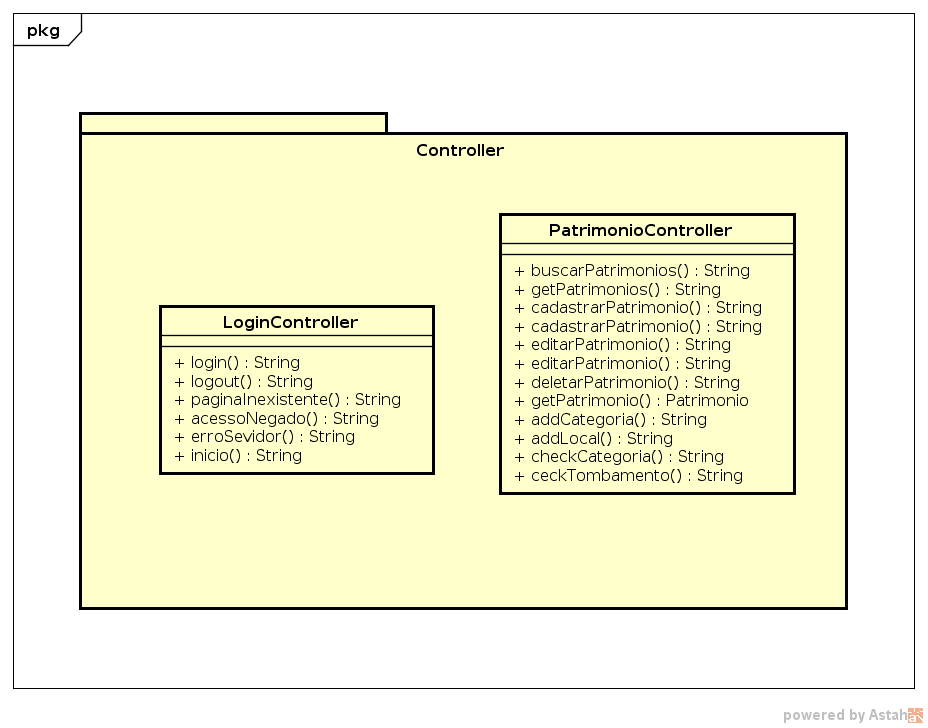 pkg
Controller
LoginController
+ login() : String
+ logout() : String
+ paginaInexistente() : String
+ acessoNegado() : String
+ erroSevidor() : String
+ inicio() : String
PatrimonioController
+ buscarPatrimonios() : String
+ getPatrimonios() : String
+ cadastrarPatrimonio() : String
+ cadastrarPatrimonio() : String
+ editarPatrimonio() : String
+ editarPatrimonio() : String
+ deletarPatrimonio() : String
+ getPatrimonio() : Patrimonio
+ addCategoria() : String
+ addLocal() : String
+ checkCategoria() : String
+ ceckTombamento() : String
powered by Astah